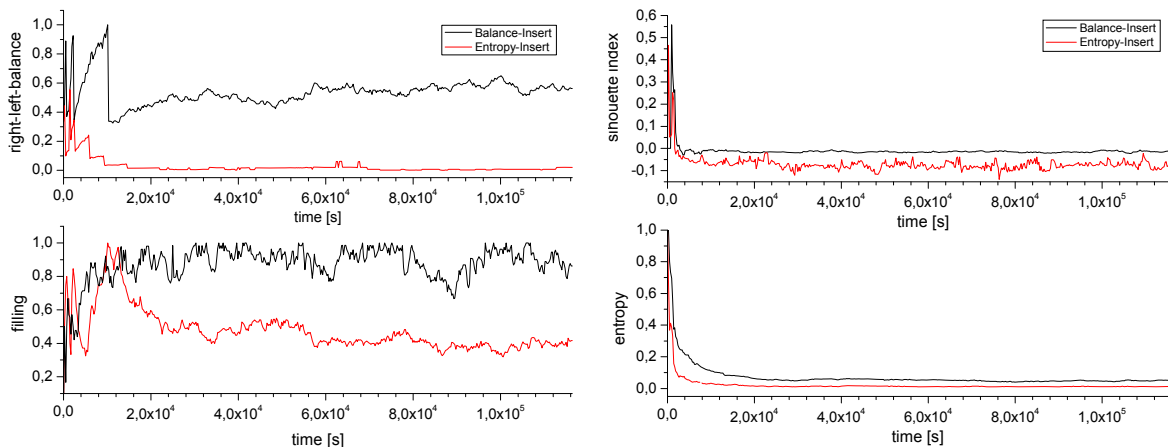 right-left-balance
1,0
0,8
0,6
0,4
0,2
0,0
Balance-Insert
Entropy-Insert
0,0 2,0x10⁴ 4,0x10⁴ 6,0x10⁴ 8,0x10⁴ 1,0x10⁵
time [s]
sinouette index
0,6
0,5
0,4
0,3
0,2
0,1
0,0
-0,1
Balance-Insert
Entropy-Insert
0,0 2,0x10⁴ 4,0x10⁴ 6,0x10⁴ 8,0x10⁴ 1,0x10⁵
time [s]
filling
1,0
0,8
0,6
0,4
0,2
0,0 2,0x10⁴ 4,0x10⁴ 6,0x10⁴ 8,0x10⁴ 1,0x10⁵
time [s]
entropy
1,0
0,8
0,6
0,4
0,2
0,0
0,0 2,0x10⁴ 4,0x10⁴ 6,0x10⁴ 8,0x10⁴ 1,0x10⁵
time [s]